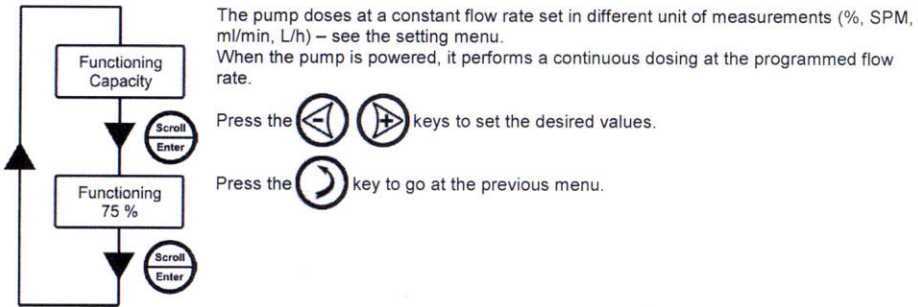 The pump doses at a constant flow rate set in different unit of measurements (%, SPM,
ml/min, L/h) – see the setting menu.
When the pump is powered, it performs a continuous dosing at the programmed flow
rate.
Functioning
Capacity
Scroll
Enter
Press the - + keys to set the desired values.
Functioning
75 %
Press the key to go at the previous menu.
Scroll
Enter